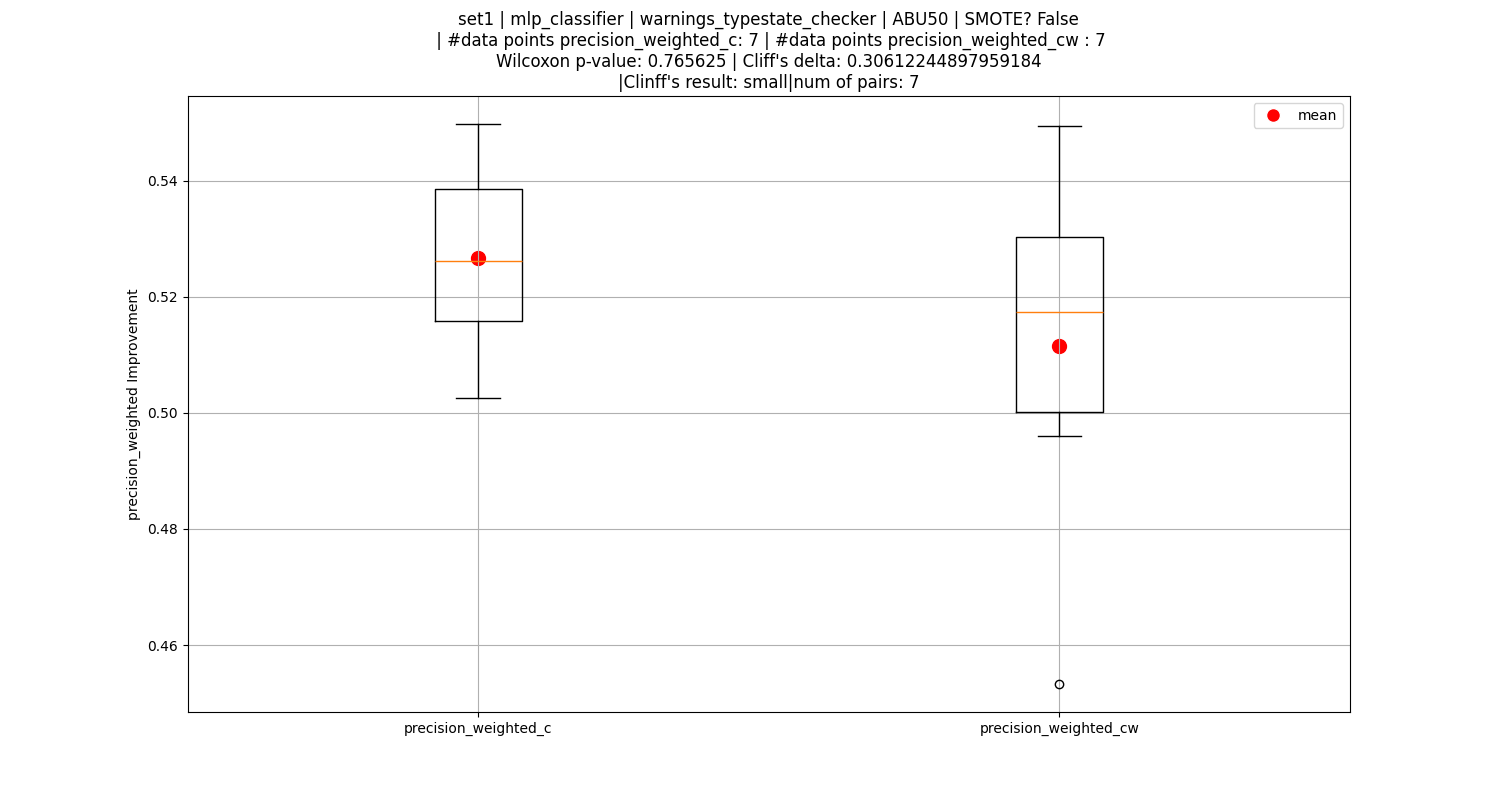 set1 | mlp_classifier | warnings_typestate_checker | ABU50 | SMOTE? False
| #data points precision_weighted_c: 7 | #data points precision_weighted_cw : 7
Wilcoxon p-value: 0.765625 | Cliff's delta: 0.30612244897959184
|Clinff's result: small|num of pairs: 7
mean
0.54
0.52
0.50
0.48
0.46
precision_weighted Improvement
precision_weighted_c
precision_weighted_cw